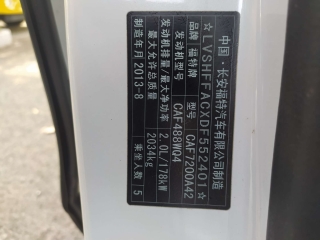 中国·长安福特汽车有限公司制造
☆LVSHFFACXDF552401☆
品牌 福特牌 型号 CAF7200A42
发动机型号 CAF488WQ4
发动机排量/最大净功率 2.0L/178kW
最大允许总质量 2034kg
制造年月 2013-8 乘坐人数: 5